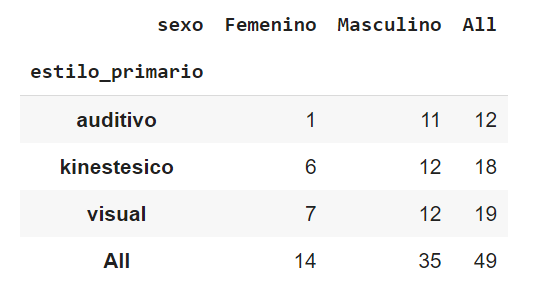 sexo Femenino Masculino All
estilo_primario
auditivo 1 11 12
kinestesico 6 12 18
visual 7 12 19
All 14 35 49